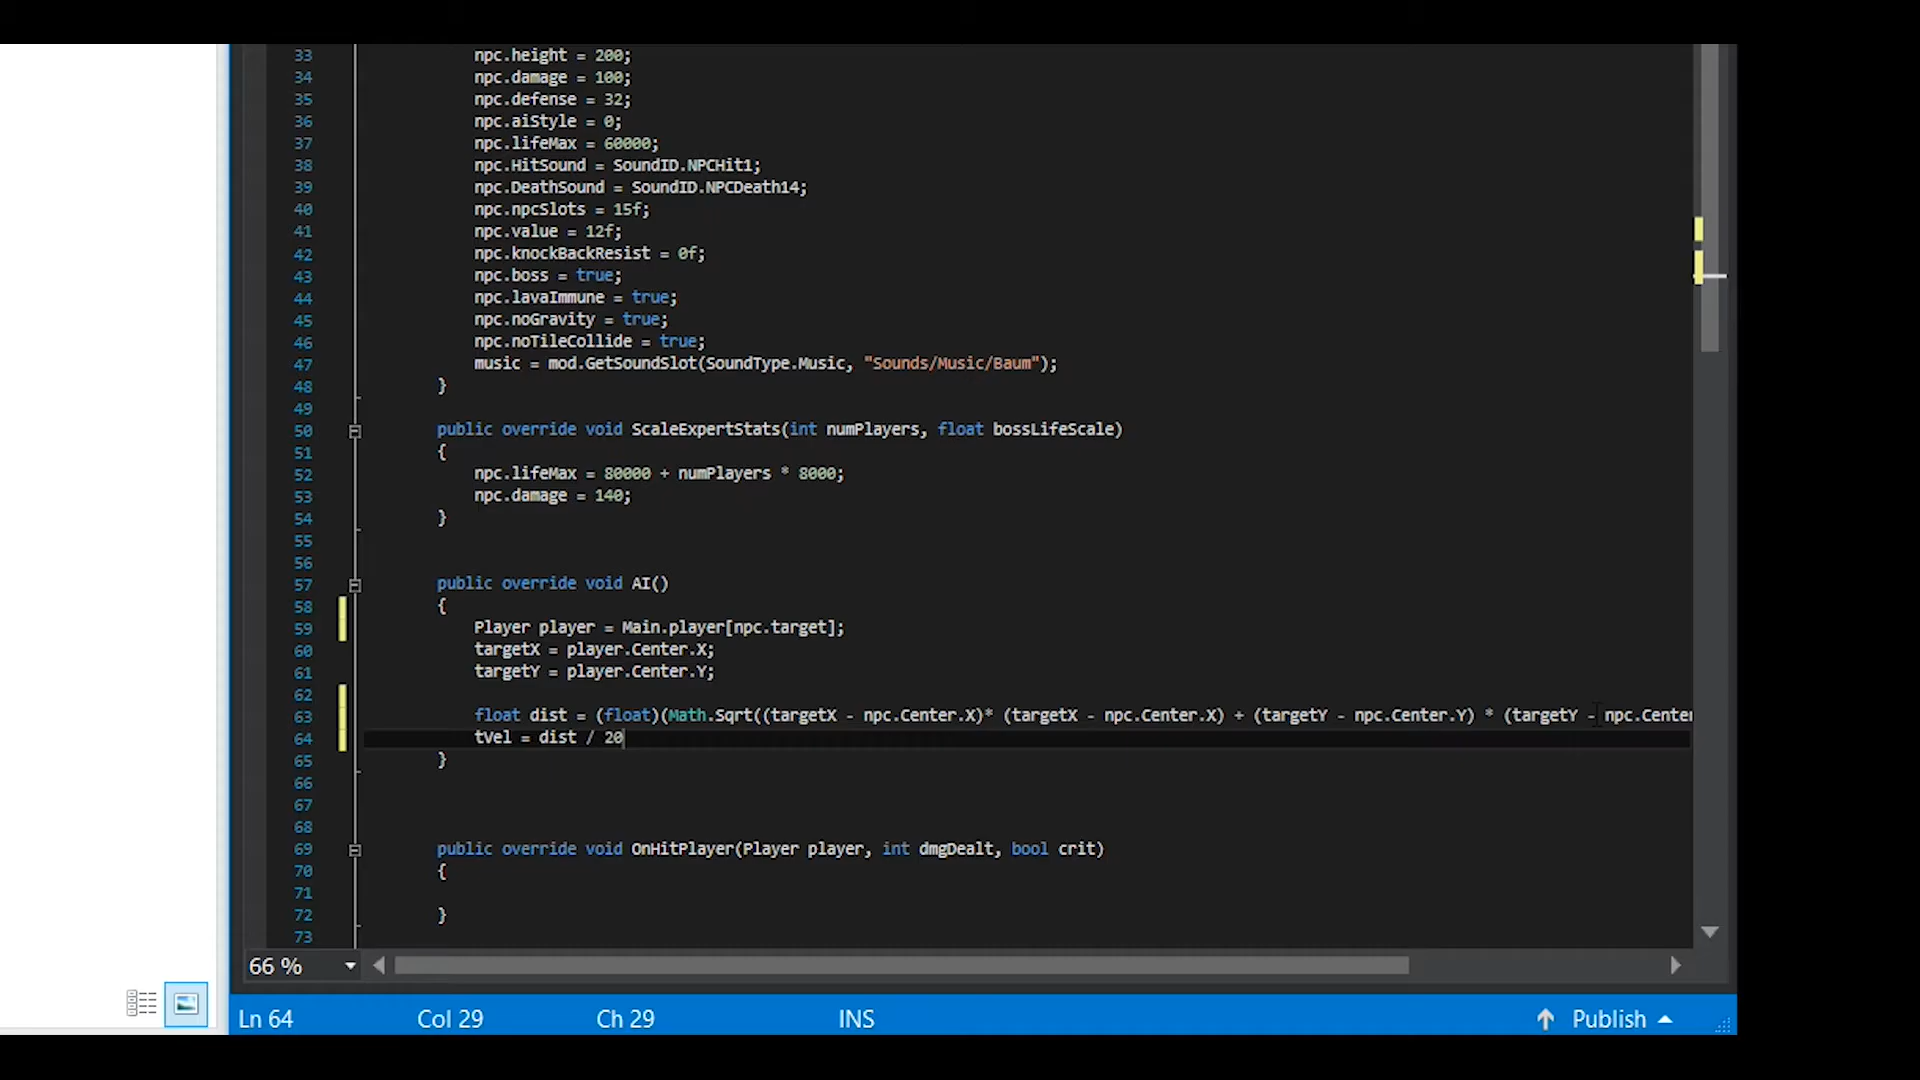 33 npc.height = 200;
34 npc.damage = 100;
35 npc.defense = 32;
36 npc.aiStyle = 0;
37 npc.lifeMax = 60000;
38 npc.HitSound = SoundID.NPCHit1;
39 npc.DeathSound = SoundID.NPCDeath14;
40 npc.npcSlots = 15f;
41 npc.value = 12f;
42 npc.knockBackResist = 0f;
43 npc.boss = true;
44 npc.lavaImmune = true;
45 npc.noGravity = true;
46 npc.noTileCollide = true;
47 music = mod.GetSoundSlot(SoundType.Music, "Sounds/Music/Baum");
48 }
49
50 public override void ScaleExpertStats(int numPlayers, float bossLifeScale)
51 {
52 npc.lifeMax = 80000 + numPlayers * 8000;
53 npc.damage = 140;
54 }
55
56
57 public override void AI()
58 {
59 Player player = Main.player[npc.target];
60 targetX = player.Center.X;
61 targetY = player.Center.Y;
62
63 float dist = (float)(Math.Sqrt((targetX - npc.Center.X)* (targetX - npc.Center.X) + (targetY - npc.Center.Y) * (targetY - npc.Center
64 tVel = dist / 20
65 }
66
67
68
69 public override void OnHitPlayer(Player player, int dmgDealt, bool crit)
70 {
71
72 }
73
66 %
Ln 64 Col 29 Ch 29 INS Publish